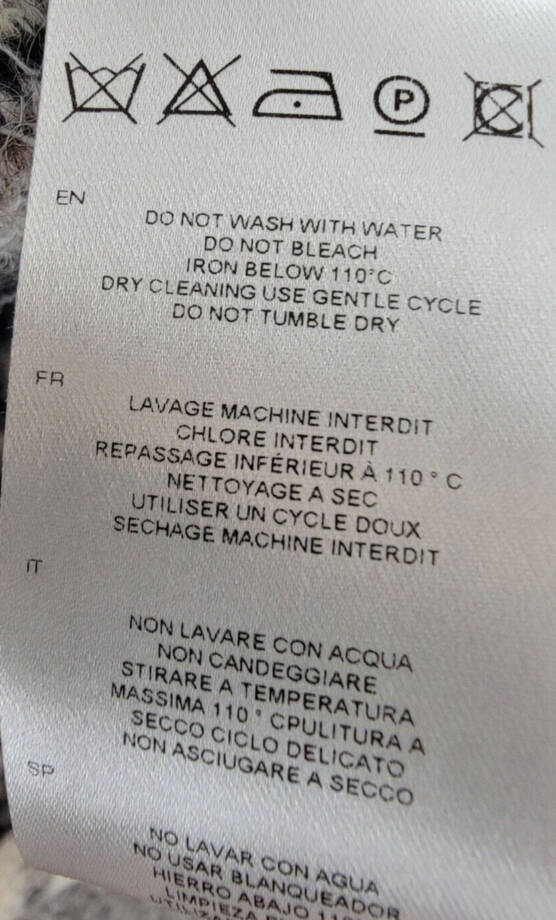 P
EN
DO NOT WASH WITH WATER
DO NOT BLEACH
IRON BELOW 110°C
DRY CLEANING USE GENTLE CYCLE
DO NOT TUMBLE DRY
FR
LAVAGE MACHINE INTERDIT
CHLORE INTERDIT
REPASSAGE INFÉRIEUR À 110 ° C
NETTOYAGE A SEC
UTILISER UN CYCLE DOUX
SECHAGE MACHINE INTERDIT
IT
NON LAVARE CON ACQUA
NON CANDEGGIARE
STIRARE A TEMPERATURA
MASSIMA 110 ° CPULITURA A
SECCO CICLO DELICATO
NON ASCIUGARE A SECCO
SP
NO LAVAR CON AGUA
NO USAR BLANQUEADOR
HIERRO ABAJO
LIMPIEZA